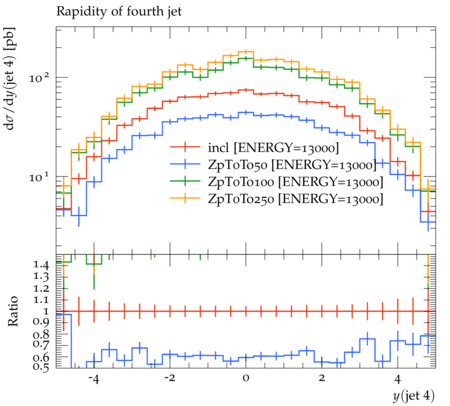 Rapidity of fourth jet
dσ/dy(jet 4) [pb]
10²
10¹
incl [ENERGY=13000]
ZpToTo50 [ENERGY=13000]
ZpToTo100 [ENERGY=13000]
ZpToTo250 [ENERGY=13000]
Ratio
1.4
1.3
1.2
1.1
1
0.9
0.8
0.7
0.6
0.5
-4 -2 0 2 4
y(jet 4)